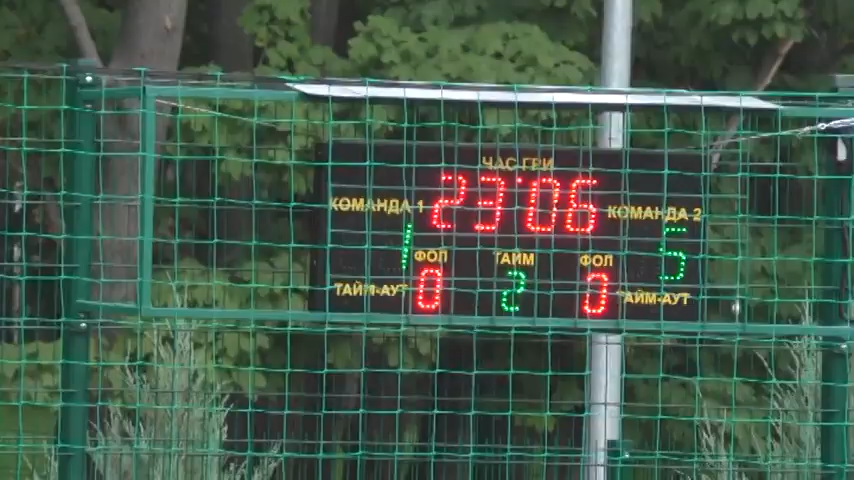 ЧАС ГРИ
КОМАНДА 1 23:06 КОМАНДА 2
1 ФОЛ ТАЙМ ФОЛ 5
ТАЙМ-АУТ 0 2 0 ТАЙМ-АУТ